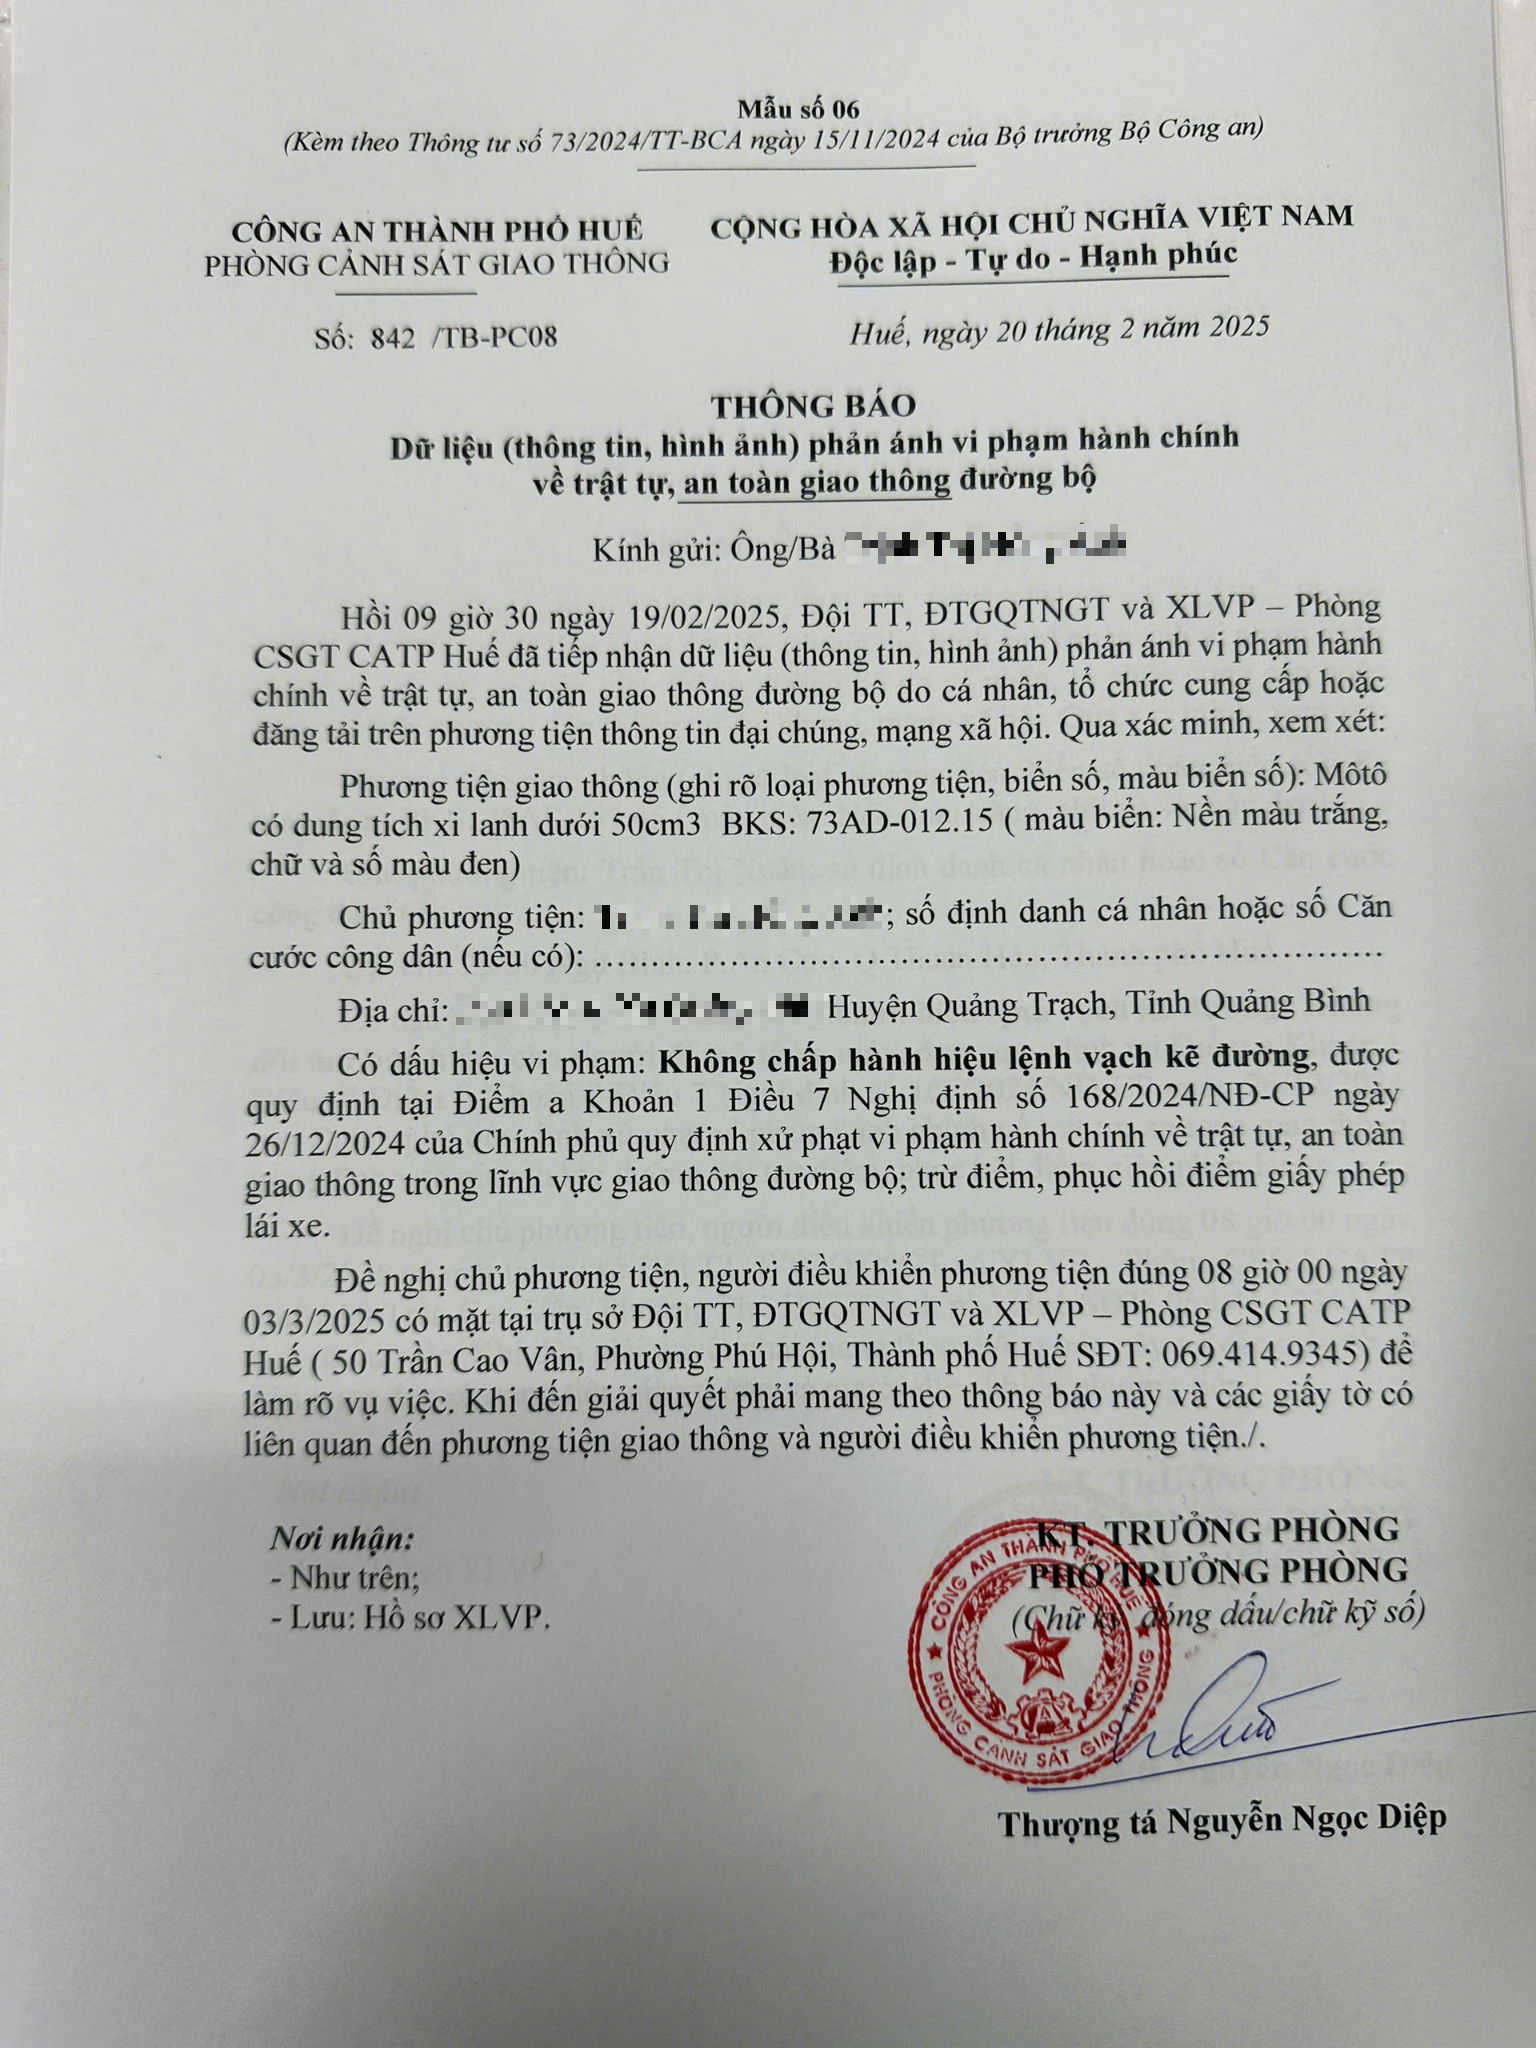 Mẫu số 06
(Kèm theo Thông tư số 73/2024/TT-BCA ngày 15/11/2024 của Bộ trưởng Bộ Công an)
CÔNG AN THÀNH PHỐ HUẾ
PHÒNG CẢNH SÁT GIAO THÔNG
Số: 842 /TB-PC08
CỘNG HÒA XÃ HỘI CHỦ NGHĨA VIỆT NAM
Độc lập - Tự do - Hạnh phúc
Huế, ngày 20 tháng 2 năm 2025
THÔNG BÁO
Dữ liệu (thông tin, hình ảnh) phản ánh vi phạm hành chính
về trật tự, an toàn giao thông đường bộ
Kính gửi: Ông/Bà
Hồi 09 giờ 30 ngày 19/02/2025, Đội TT, ĐTGQTNGT và XLVP – Phòng
CSGT CATP Huế đã tiếp nhận dữ liệu (thông tin, hình ảnh) phản ánh vi phạm hành
chính về trật tự, an toàn giao thông đường bộ do cá nhân, tổ chức cung cấp hoặc
đăng tải trên phương tiện thông tin đại chúng, mạng xã hội. Qua xác minh, xem xét:
Phương tiện giao thông (ghi rõ loại phương tiện, biển số, màu biển số): Môtô
có dung tích xi lanh dưới 50cm3 BKS: 73AD-012.15 ( màu biển: Nền màu trắng,
chữ và số màu đen)
Chủ phương tiện: ; số định danh cá nhân hoặc số Căn
cước công dân (nếu có): ……………………………………………………………
Địa chỉ: Huyện Quảng Trạch, Tỉnh Quảng Bình
Có dấu hiệu vi phạm: Không chấp hành hiệu lệnh vạch kẽ đường, được
quy định tại Điểm a Khoản 1 Điều 7 Nghị định số 168/2024/NĐ-CP ngày
26/12/2024 của Chính phủ quy định xử phạt vi phạm hành chính về trật tự, an toàn
giao thông trong lĩnh vực giao thông đường bộ; trừ điểm, phục hồi điểm giấy phép
lái xe.
Đề nghị chủ phương tiện, người điều khiển phương tiện đúng 08 giờ 00 ngày
03/3/2025 có mặt tại trụ sở Đội TT, ĐTGQTNGT và XLVP – Phòng CSGT CATP
Huế ( 50 Trần Cao Vân, Phường Phú Hội, Thành phố Huế SĐT: 069.414.9345) để
làm rõ vụ việc. Khi đến giải quyết phải mang theo thông báo này và các giấy tờ có
liên quan đến phương tiện giao thông và người điều khiển phương tiện./.
Nơi nhận:
- Như trên;
- Lưu: Hồ sơ XLVP.
KT. TRƯỞNG PHÒNG
PHÓ TRƯỞNG PHÒNG
(Chữ ký, đóng dấu/chữ ký số)
CÔNG AN THÀNH PHỐ HUẾ
PHÒNG CẢNH SÁT GIAO THÔNG
Thượng tá Nguyễn Ngọc Diệp